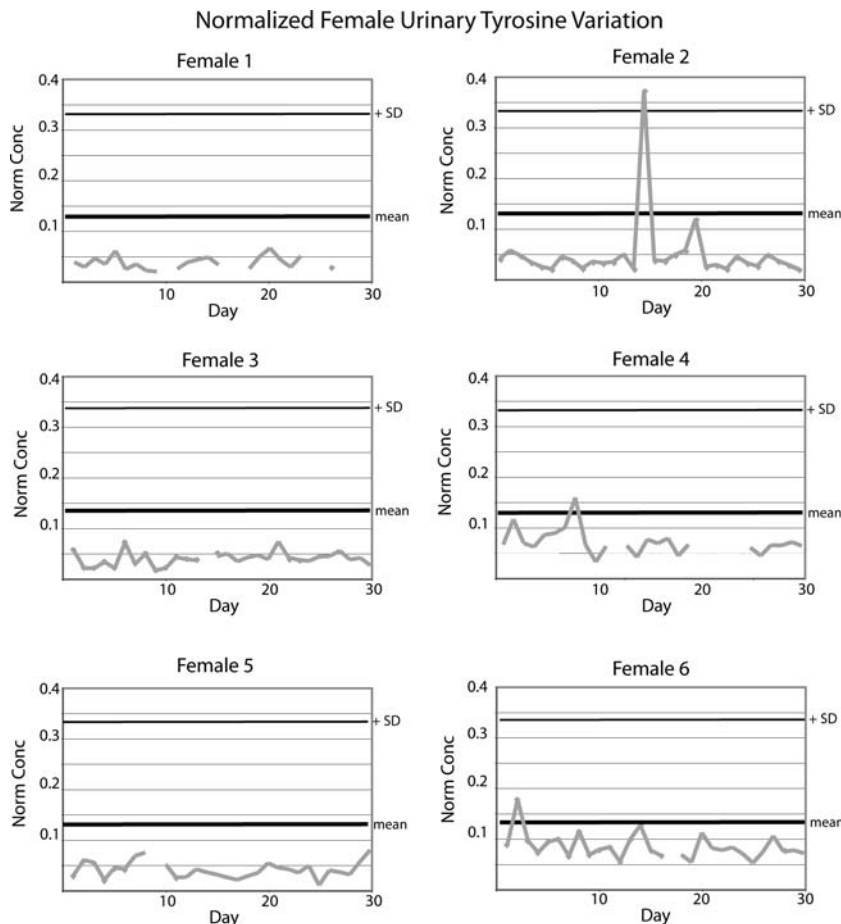 Normalized Female Urinary Tyrosine Variation
Female 1
0.4
0.3
0.2
0.1
Norm Conc
+ SD
mean
10
20
30
Day
Female 2
0.4
0.3
0.2
0.1
Norm Conc
+ SD
mean
10
20
30
Day
Female 3
0.4
0.3
0.2
0.1
Norm Conc
+ SD
mean
10
20
30
Day
Female 4
0.4
0.3
0.2
0.1
Norm Conc
+ SD
mean
10
20
30
Day
Female 5
0.4
0.3
0.2
0.1
Norm Conc
+ SD
mean
10
20
30
Day
Female 6
0.4
0.3
0.2
0.1
Norm Conc
+ SD
mean
10
20
30
Day